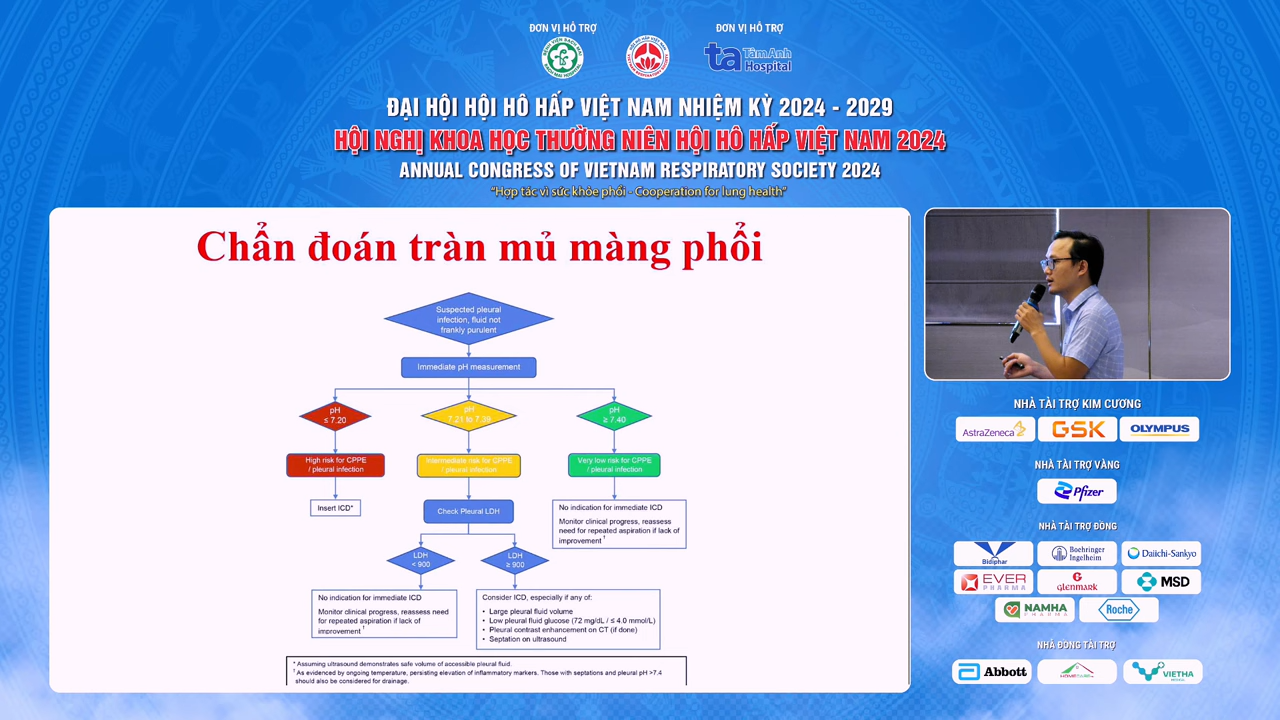 ĐƠN VỊ HỖ TRỢ
ĐƠN VỊ HỖ TRỢ
ta TâmAnh
Hospital
ĐẠI HỘI HỘI HÔ HẤP VIỆT NAM NHIỆM KỲ 2024 - 2029
HỘI NGHỊ KHOA HỌC THƯỜNG NIÊN HỘI HÔ HẤP VIỆT NAM 2024
ANNUAL CONGRESS OF VIETNAM RESPIRATORY SOCIETY 2024
“Hợp tác vì sức khỏe phổi - Cooperation for lung health”
Chẩn đoán tràn mủ màng phổi
Suspected pleural
infection, fluid not
frankly purulent
Immediate pH measurement
pH
≤ 7.20
pH
7.21 to 7.39
pH
≥ 7.40
High risk for CPPE
/ pleural infection
Intermediate risk for CPPE
/ pleural infection
Very low risk for CPPE
/ pleural infection
Insert ICD*
Check Pleural LDH
No indication for immediate ICD
Monitor clinical progress, reassess
need for repeated aspiration if lack of
improvement †
LDH
< 900
LDH
≥ 900
No indication for immediate ICD
Monitor clinical progress, reassess need
for repeated aspiration if lack of
improvement †
Consider ICD, especially if any of:
• Large pleural fluid volume
• Low pleural fluid glucose (72 mg/dL / ≤ 4.0 mmol/L)
• Pleural contrast enhancement on CT (if done)
• Septation on ultrasound
* Assuming ultrasound demonstrates safe volume of accessible pleural fluid.
† As evidenced by ongoing temperature, persisting elevation of inflammatory markers. Those with septations and pleural pH >7.4
should also be considered for drainage.
NHÀ TÀI TRỢ KIM CƯƠNG
AstraZeneca
GSK
OLYMPUS
NHÀ TÀI TRỢ VÀNG
Pfizer
NHÀ TÀI TRỢ ĐỒNG
Bidiphar
Boehringer
Ingelheim
Daiichi-Sankyo
EVER
PHARMA
glenmark
MSD
NAMHA
PHARMA
Roche
NHÀ ĐỒNG TÀI TRỢ
Abbott
HOMECARE
VIETHA